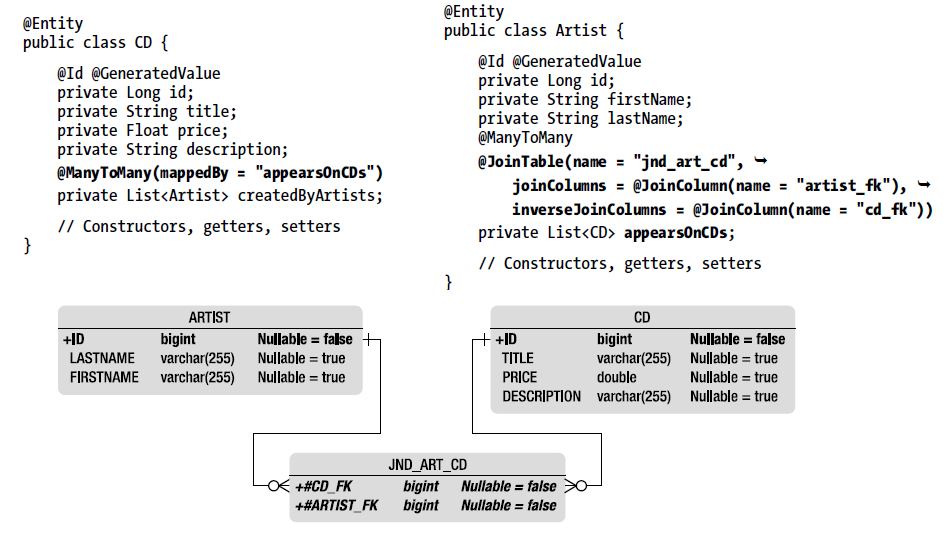 @Entity
public class CD {
@Id @GeneratedValue
private Long id;
private String title;
private Float price;
private String description;
@ManyToMany(mappedBy = "appearsOnCDs")
private List<Artist> createdByArtists;
// Constructors, getters, setters
}
@Entity
public class Artist {
@Id @GeneratedValue
private Long id;
private String firstName;
private String lastName;
@ManyToMany
@JoinTable(name = "jnd_art_cd", ➥
joinColumns = @JoinColumn(name = "artist_fk"), ➥
inverseJoinColumns = @JoinColumn(name = "cd_fk"))
private List<CD> appearsOnCDs;
// Constructors, getters, setters
}
ARTIST
+ID bigint Nullable = false
LASTNAME varchar(255) Nullable = true
FIRSTNAME varchar(255) Nullable = true
CD
+ID bigint Nullable = false
TITLE varchar(255) Nullable = true
PRICE double Nullable = true
DESCRIPTION varchar(255) Nullable = true
JND_ART_CD
+#CD_FK bigint Nullable = false
+#ARTIST_FK bigint Nullable = false